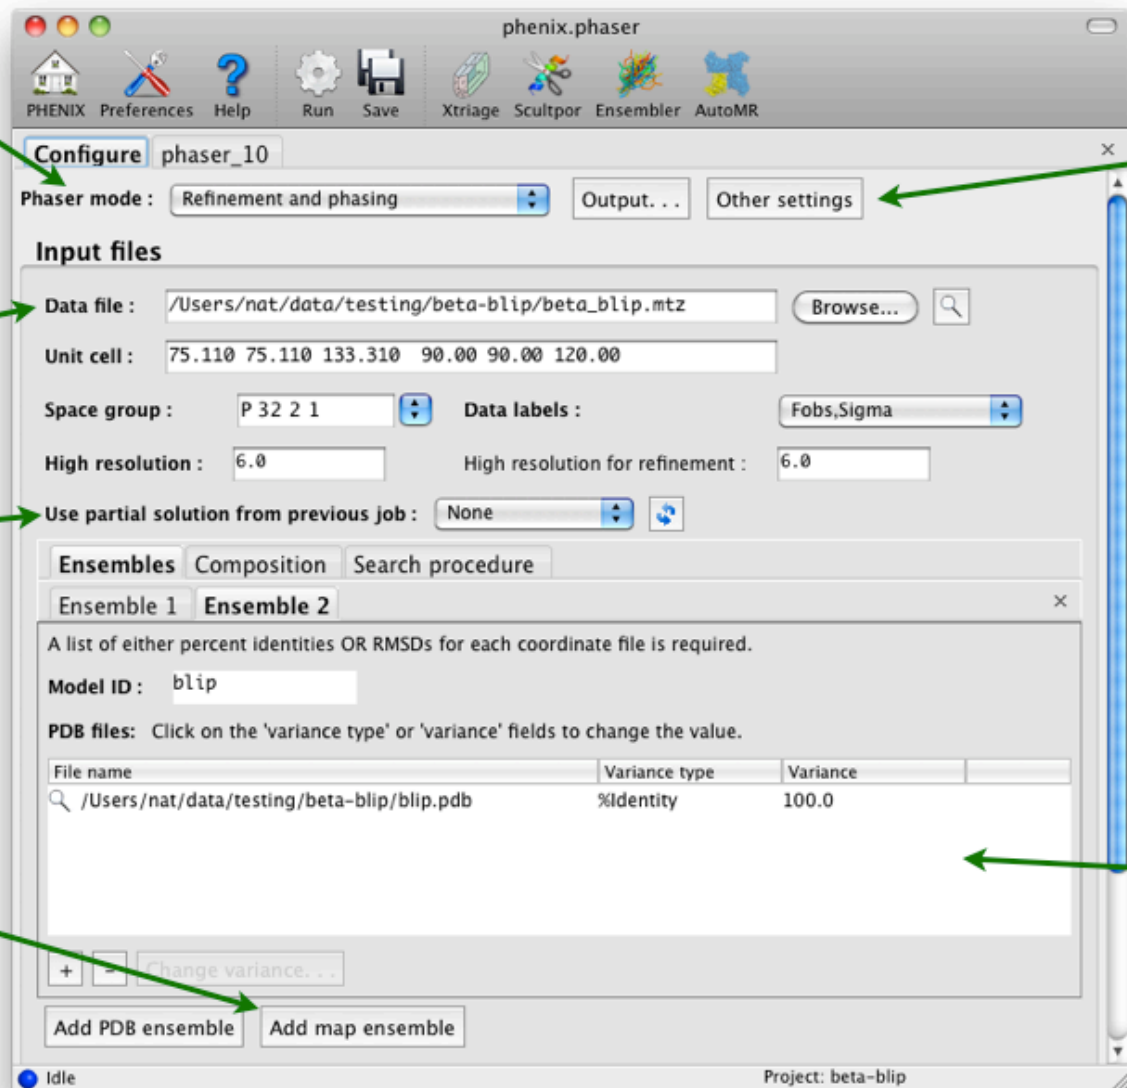 phenix.phaser
PHENIX Preferences Help Run Save Xtriage Scultpor Ensembler AutoMR
Configure phaser_10
Phaser mode : Refinement and phasing Output. . . Other settings
Input files
Data file : /Users/nat/data/testing/beta-blip/beta_blip.mtz Browse...
Unit cell : 75.110 75.110 133.310 90.00 90.00 120.00
Space group : P 32 2 1 Data labels : Fobs,Sigma
High resolution : 6.0 High resolution for refinement : 6.0
Use partial solution from previous job : None
Ensembles Composition Search procedure
Ensemble 1 Ensemble 2
A list of either percent identities OR RMSDs for each coordinate file is required.
Model ID : blip
PDB files: Click on the 'variance type' or 'variance' fields to change the value.
File name Variance type Variance
/Users/nat/data/testing/beta-blip/blip.pdb %Identity 100.0
+ - Change variance. . .
Add PDB ensemble Add map ensemble
Idle Project: beta-blip